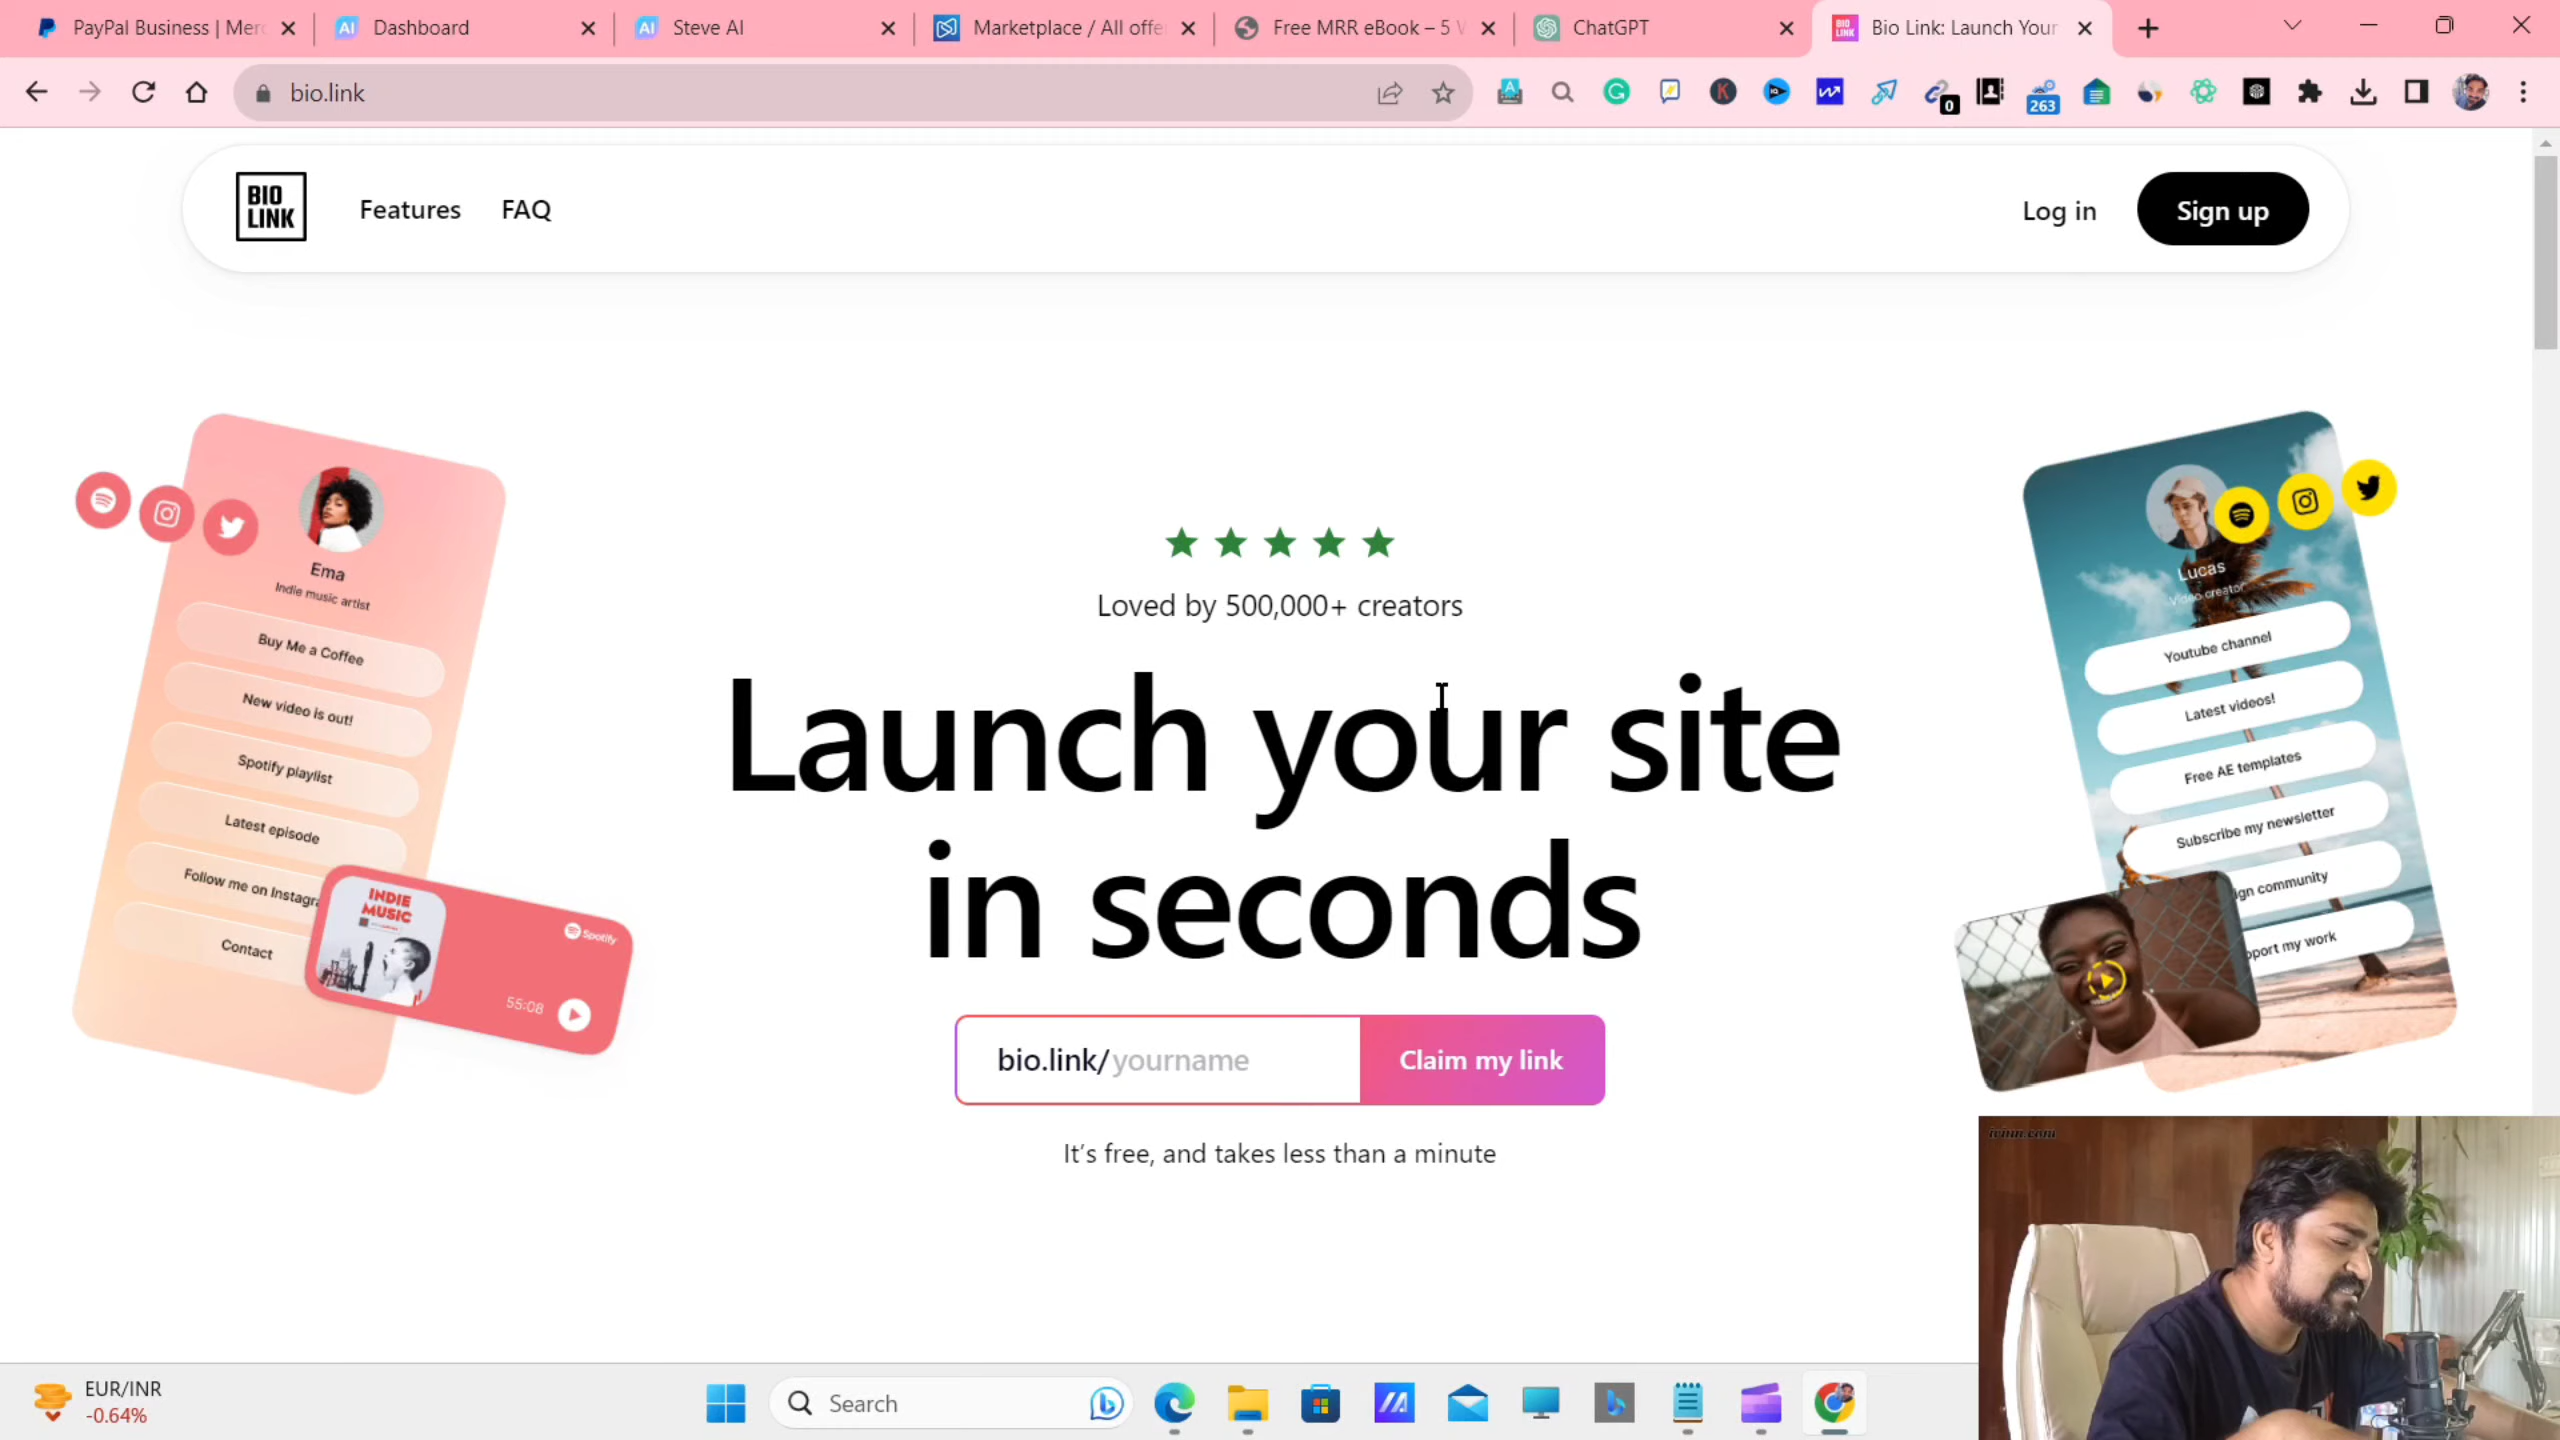 PayPal Business | Merc
Dashboard
Steve AI
Marketplace / All offe
Free MRR eBook – 5 W
ChatGPT
Bio Link: Launch Your
bio.link
0
263
BIO
LINK
Features
FAQ
Log in
Sign up
Ema
Indie music artist
Buy Me a Coffee
New video is out!
Spotify playlist
Latest episode
Follow me on Instagra
Contact
INDIE
MUSIC
Spotify
55:08
Loved by 500,000+ creators
Launch your site
in seconds
bio.link/yourname
Claim my link
It's free, and takes less than a minute
Lucas
Video creator
Youtube channel
Latest videos!
Free AE templates
Subscribe my newsletter
ign community
pport my work
EUR/INR
-0.64%
Search